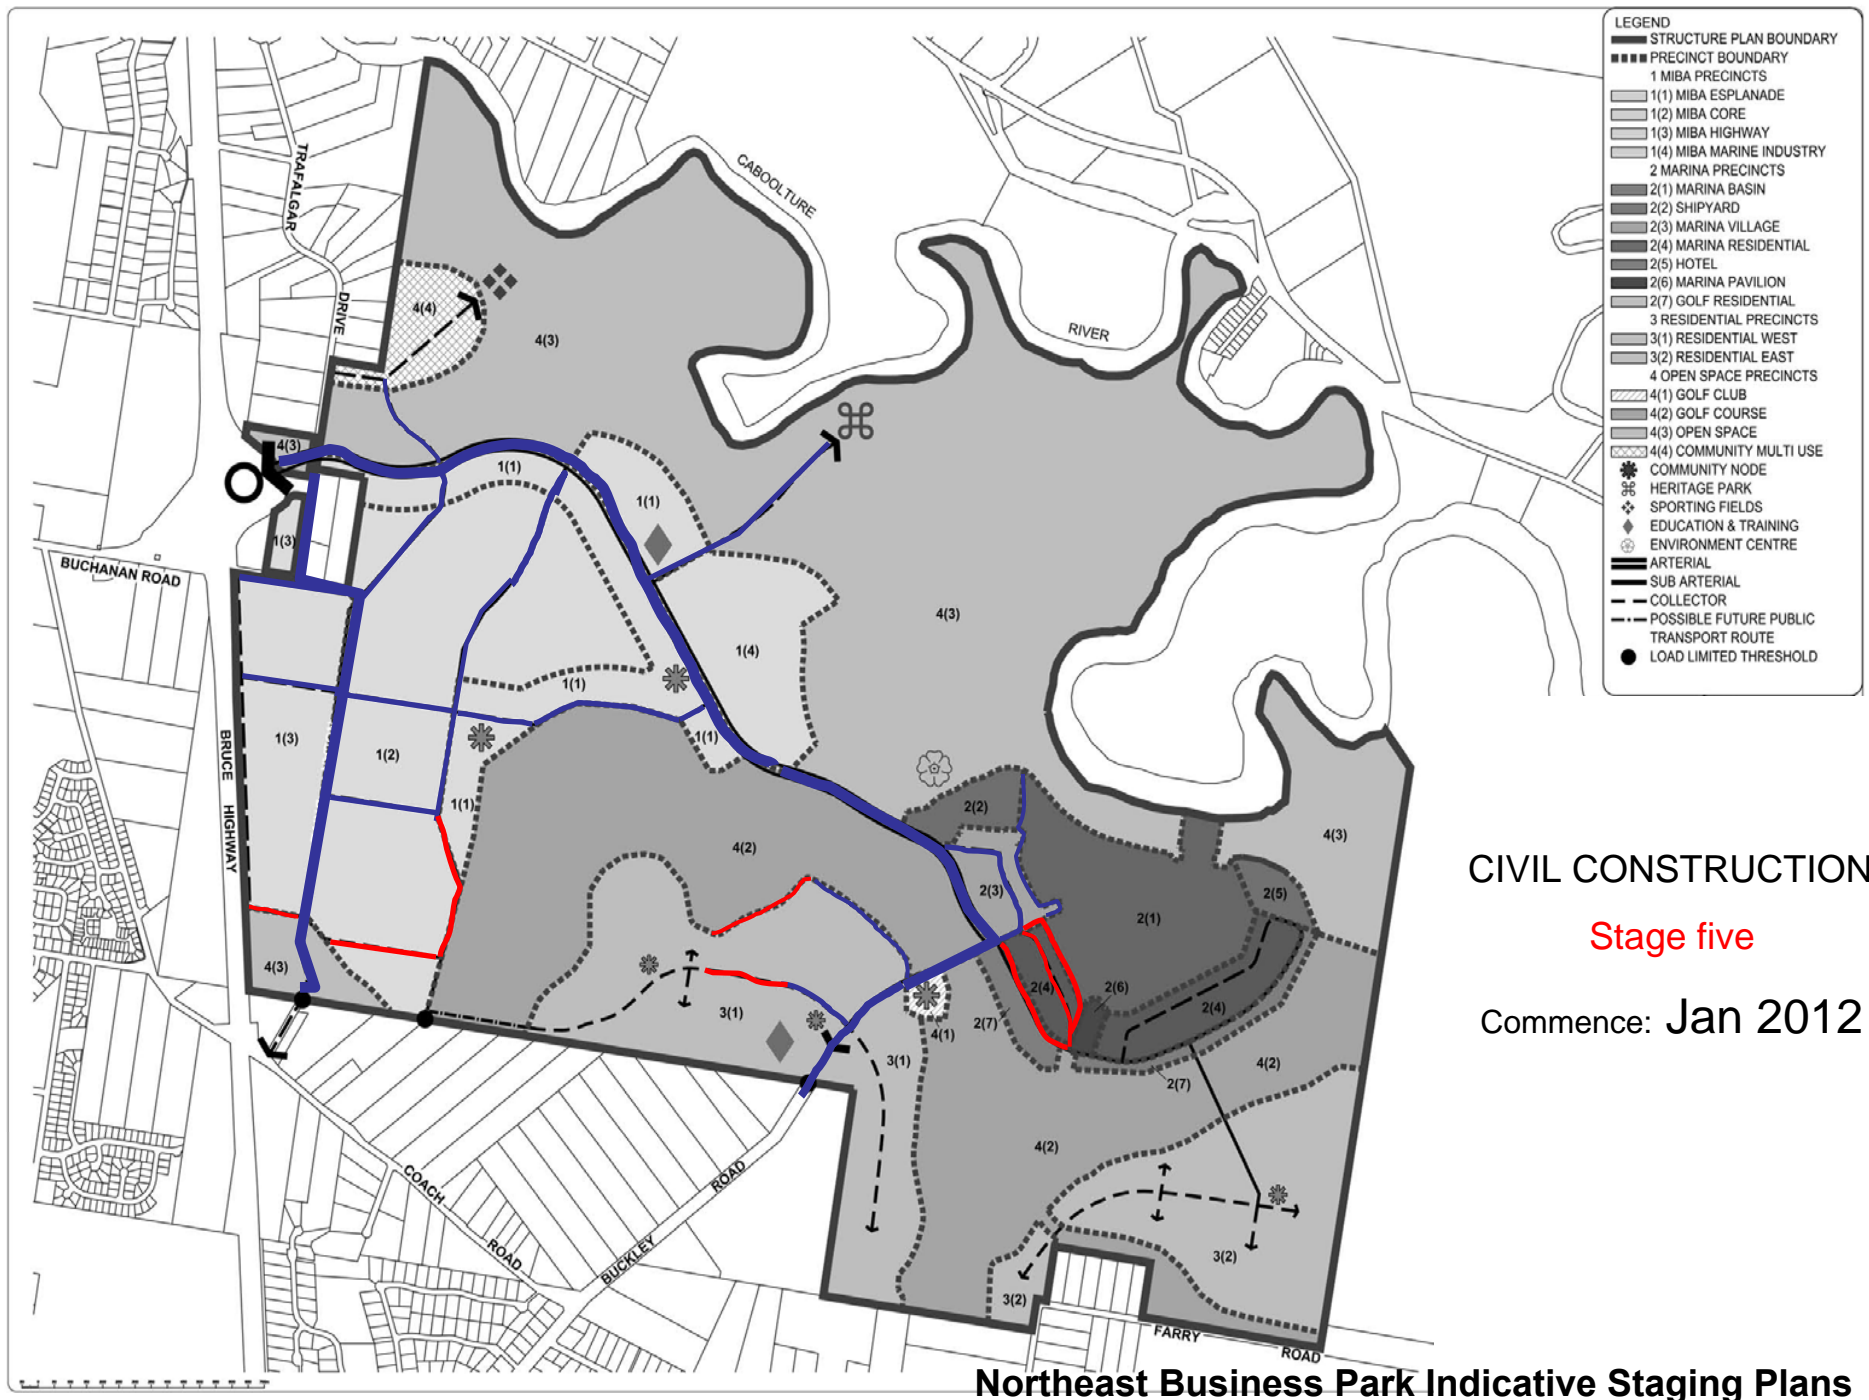 LEGEND
STRUCTURE PLAN BOUNDARY
PRECINCT BOUNDARY
1 MIBA PRECINCTS
1(1) MIBA ESPLANADE
1(2) MIBA CORE
1(3) MIBA HIGHWAY
1(4) MIBA MARINE INDUSTRY
2 MARINA PRECINCTS
2(1) MARINA BASIN
2(2) SHIPYARD
2(3) MARINA VILLAGE
2(4) MARINA RESIDENTIAL
2(5) HOTEL
2(6) MARINA PAVILION
2(7) GOLF RESIDENTIAL
3 RESIDENTIAL PRECINCTS
3(1) RESIDENTIAL WEST
3(2) RESIDENTIAL EAST
4 OPEN SPACE PRECINCTS
4(1) GOLF CLUB
4(2) GOLF COURSE
4(3) OPEN SPACE
4(4) COMMUNITY MULTI USE
COMMUNITY NODE
HERITAGE PARK
SPORTING FIELDS
EDUCATION & TRAINING
ENVIRONMENT CENTRE
ARTERIAL
SUB ARTERIAL
COLLECTOR
POSSIBLE FUTURE PUBLIC
TRANSPORT ROUTE
LOAD LIMITED THRESHOLD
TRAFALGAR
DRIVE
CABOOLTURE
RIVER
4(4)
4(3)
4(3)
1(1)
1(1)
1(3)
BUCHANAN ROAD
4(3)
1(4)
1(1)
1(1)
1(3)
1(2)
BRUCE
HIGHWAY
1(1)
2(2)
4(2)
4(3)
2(3)
2(5)
2(1)
4(3)
2(4)
2(6)
2(4)
3(1)
2(7)
4(1)
3(1)
4(2)
2(7)
4(2)
COACH
ROAD
BUCKLEY
ROAD
3(2)
3(2)
FARRY
ROAD
CIVIL CONSTRUCTION
Stage five
Commence: Jan 2012
Northeast Business Park Indicative Staging Plans